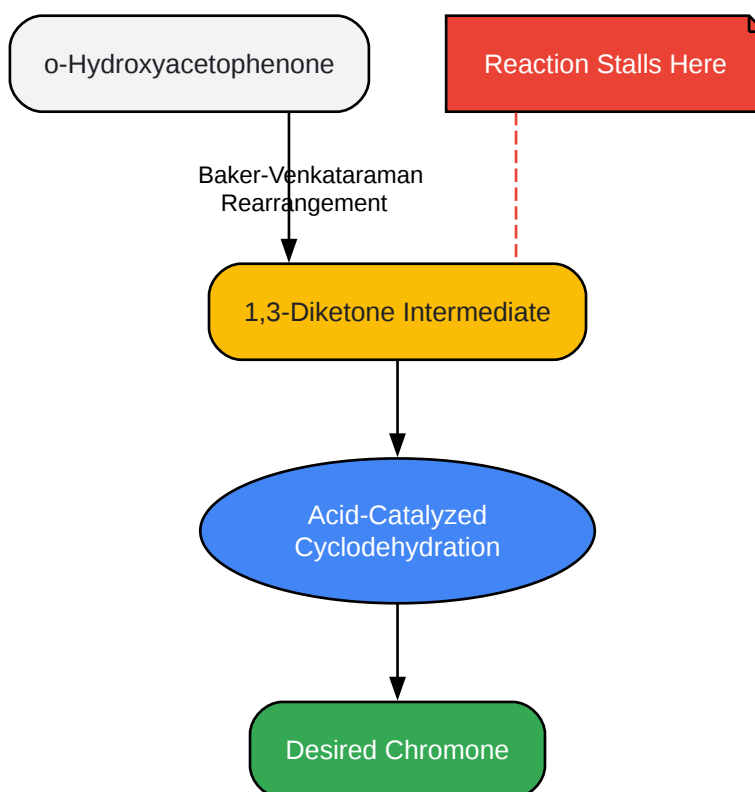 o-Hydroxyacetophenone
Reaction Stalls Here
Baker-Venkataraman
Rearrangement
1,3-Diketone Intermediate
Acid-Catalyzed
Cyclodehydration
Desired Chromone